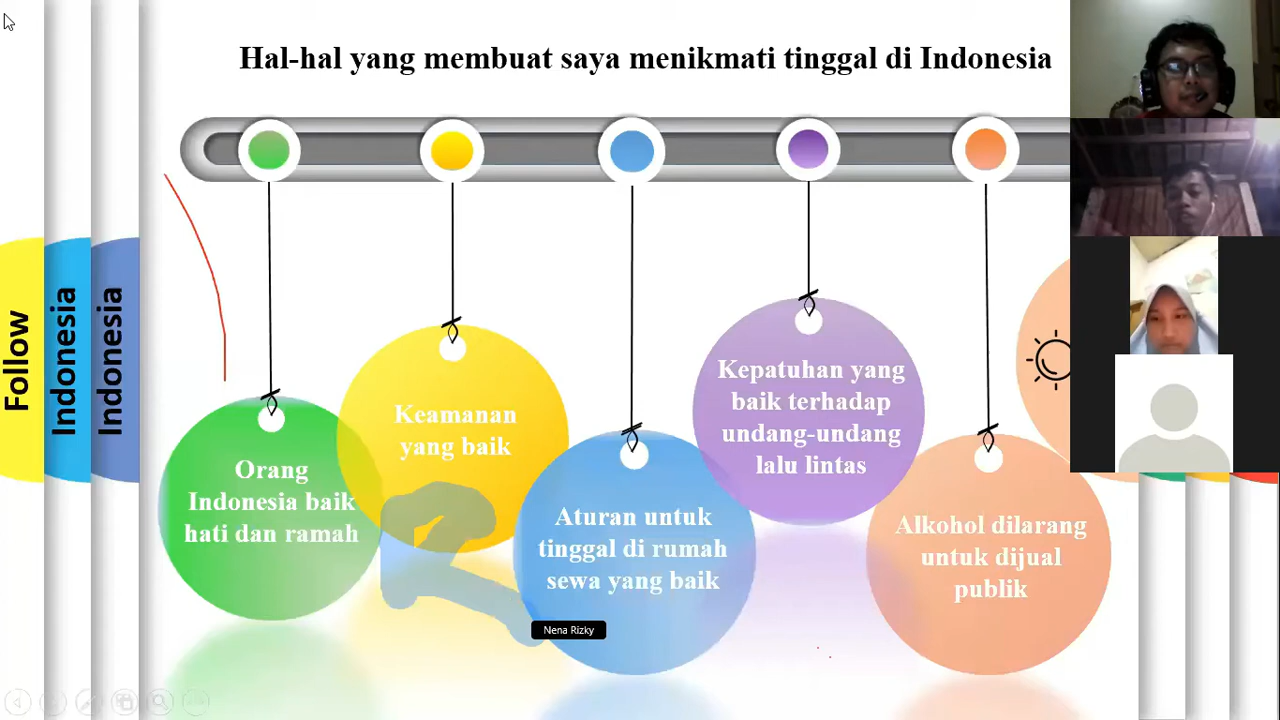 Hal-hal yang membuat saya menikmati tinggal di Indonesia
Follow
Indonesia
Indonesia
Orang
Indonesia baik
hati dan ramah
Keamanan
yang baik
Aturan untuk
tinggal di rumah
sewa yang baik
Kepatuhan yang
baik terhadap
undang-undang
lalu lintas
Alkohol dilarang
untuk dijual
publik
Nena Rizky